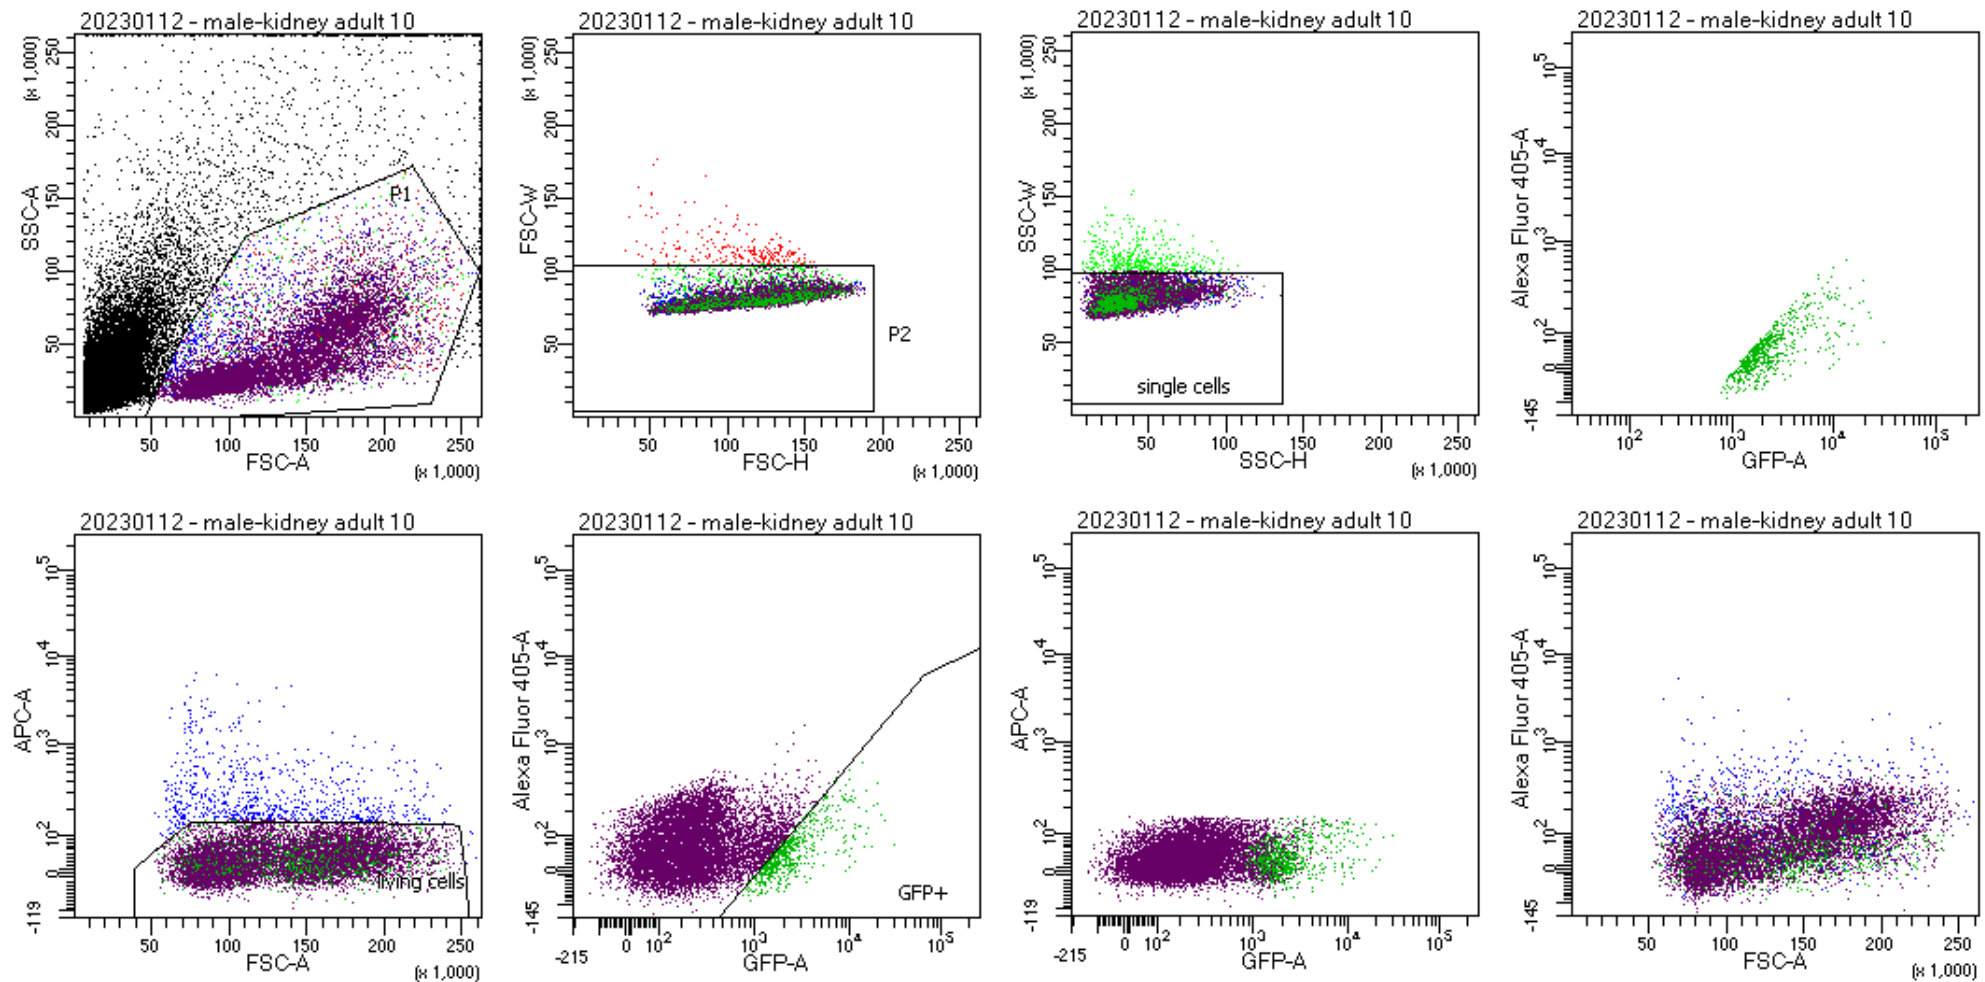 20230112 - male-kidney adult 10
(x 1,000)
SSC-A
250
200
150
100
50
P1
50 100 150 200 250
FSC-A
(x 1,000)
20230112 - male-kidney adult 10
(x 1,000)
FSC-W
250
200
150
100
50
P2
50 100 150 200 250
FSC-H
(x 1,000)
20230112 - male-kidney adult 10
(x 1,000)
SSC-W
250
200
150
100
50
single cells
50 100 150 200 250
SSC-H
(x 1,000)
20230112 - male-kidney adult 10
Alexa Fluor 405-A
10^5
10^4
10^3
10^2
0
-145
10^2 10^3 10^4 10^5
GFP-A
20230112 - male-kidney adult 10
APC-A
10^5
10^4
10^3
10^2
0
-119
living cells
50 100 150 200 250
FSC-A
(x 1,000)
20230112 - male-kidney adult 10
Alexa Fluor 405-A
10^5
10^4
10^3
10^2
0
-145
GFP+
-215 0 10^2 10^3 10^4 10^5
GFP-A
20230112 - male-kidney adult 10
APC-A
10^5
10^4
10^3
10^2
0
-119
-215 0 10^2 10^3 10^4 10^5
GFP-A
20230112 - male-kidney adult 10
Alexa Fluor 405-A
10^5
10^4
10^3
10^2
0
-145
50 100 150 200 250
FSC-A
(x 1,000)